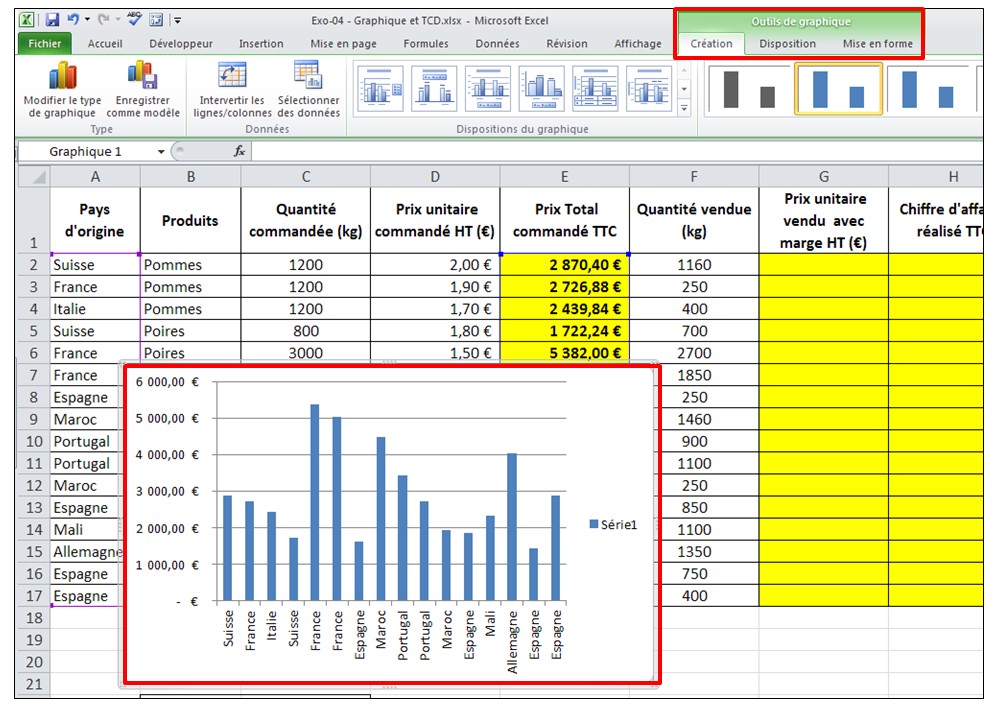 Exo-04 - Graphique et TCD.xlsx - Microsoft Excel
Outils de graphique
Fichier Accueil Développeur Insertion Mise en page Formules Données Révision Affichage Création Disposition Mise en forme
Modifier le type de graphique
Enregistrer comme modèle
Intervertir les lignes/colonnes
Sélectionner des données
Type Données Dispositions du graphique
Graphique 1 fx
A B C D E F G H
1 Pays d'origine Produits Quantité commandée (kg) Prix unitaire commandé HT (€) Prix Total commandé TTC Quantité vendue (kg) Prix unitaire vendu avec marge HT (€) Chiffre d'affa réalisé TT
2 Suisse Pommes 1200 2,00 € 2 870,40 € 1160
3 France Pommes 1200 1,90 € 2 726,88 € 250
4 Italie Pommes 1200 1,70 € 2 439,84 € 400
5 Suisse Poires 800 1,80 € 1 722,24 € 700
6 France Poires 3000 1,50 € 5 382,00 € 2700
7 France 1850
8 Espagne 250
9 Maroc 1460
10 Portugal 900
11 Portugal 1100
12 Maroc 250
13 Espagne 850
14 Mali 1100
15 Allemagne 1350
16 Espagne 750
17 Espagne 400
18
19
20
21
6 000,00 €
5 000,00 €
4 000,00 €
3 000,00 €
2 000,00 €
1 000,00 €
- €
Série1
Suisse France Italie Suisse France France Espagne Maroc Portugal Portugal Maroc Espagne Mali Allemagne Espagne Espagne